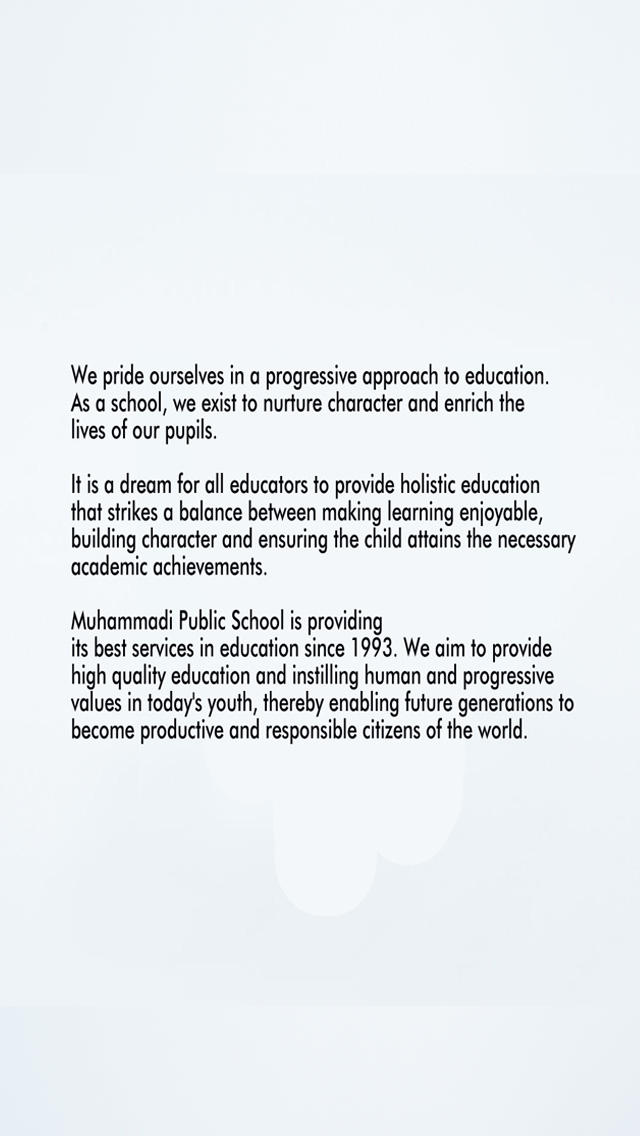 We pride ourselves in a progressive approach to education.
As a school, we exist to nurture character and enrich the
lives of our pupils.
It is a dream for all educators to provide holistic education
that strikes a balance between making learning enjoyable,
building character and ensuring the child attains the necessary
academic achievements.
Muhammadi Public School is providing
its best services in education since 1993. We aim to provide
high quality education and instilling human and progressive
values in today's youth, thereby enabling future generations to
become productive and responsible citizens of the world.